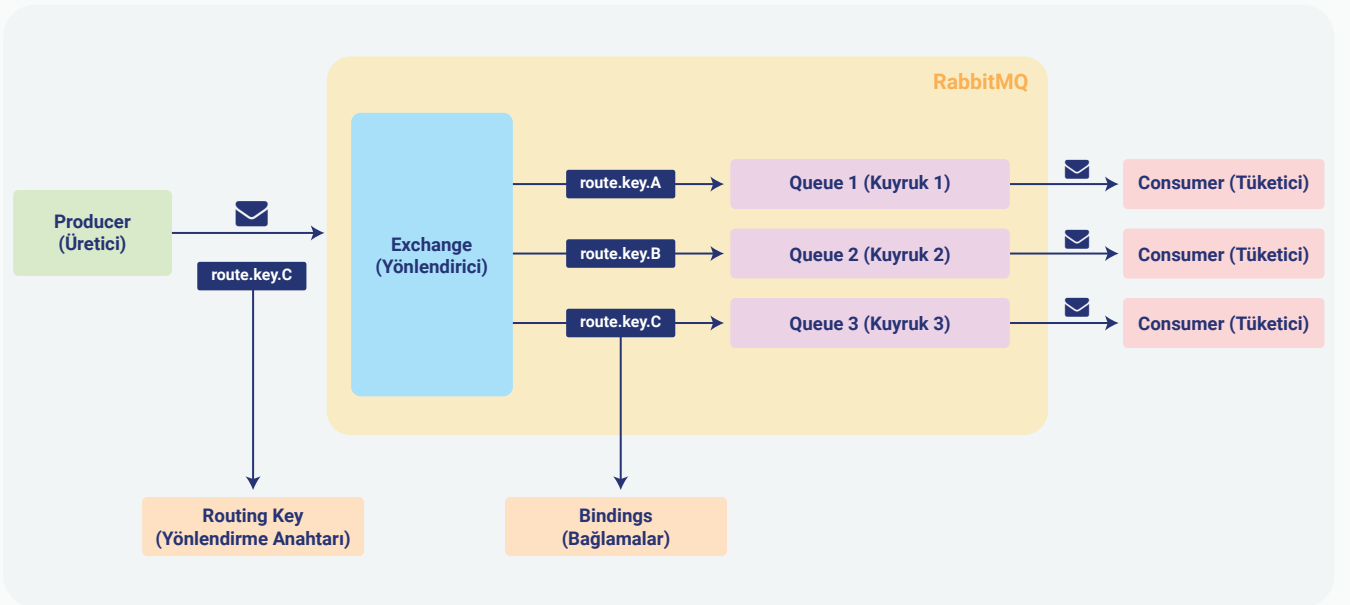 RabbitMQ
Producer
(Üretici)
route.key.C
Exchange
(Yönlendirici)
route.key.A
Queue 1 (Kuyruk 1)
Consumer (Tüketici)
route.key.B
Queue 2 (Kuyruk 2)
Consumer (Tüketici)
route.key.C
Queue 3 (Kuyruk 3)
Consumer (Tüketici)
Routing Key
(Yönlendirme Anahtarı)
Bindings
(Bağlamalar)